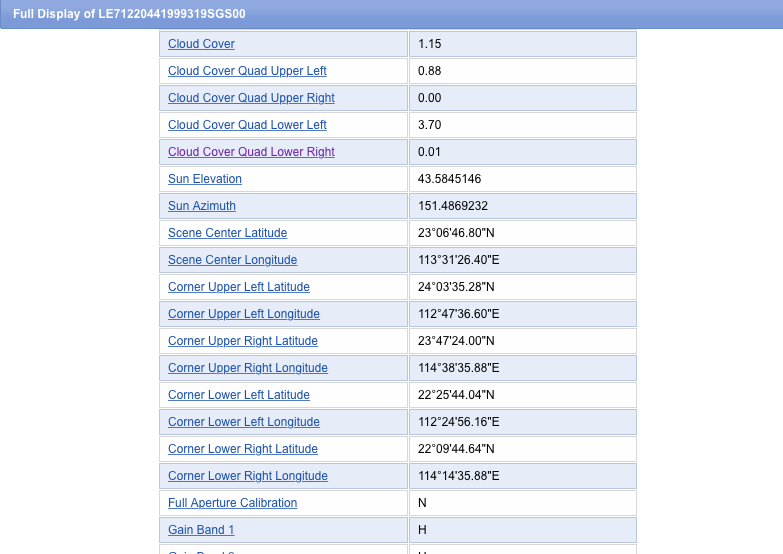 Full Display of LE71220441999319SGS00
Cloud Cover 1.15
Cloud Cover Quad Upper Left 0.88
Cloud Cover Quad Upper Right 0.00
Cloud Cover Quad Lower Left 3.70
Cloud Cover Quad Lower Right 0.01
Sun Elevation 43.5845146
Sun Azimuth 151.4869232
Scene Center Latitude 23°06'46.80"N
Scene Center Longitude 113°31'26.40"E
Corner Upper Left Latitude 24°03'35.28"N
Corner Upper Left Longitude 112°47'36.60"E
Corner Upper Right Latitude 23°47'24.00"N
Corner Upper Right Longitude 114°38'35.88"E
Corner Lower Left Latitude 22°25'44.04"N
Corner Lower Left Longitude 112°24'56.16"E
Corner Lower Right Latitude 22°09'44.64"N
Corner Lower Right Longitude 114°14'35.88"E
Full Aperture Calibration N
Gain Band 1 H